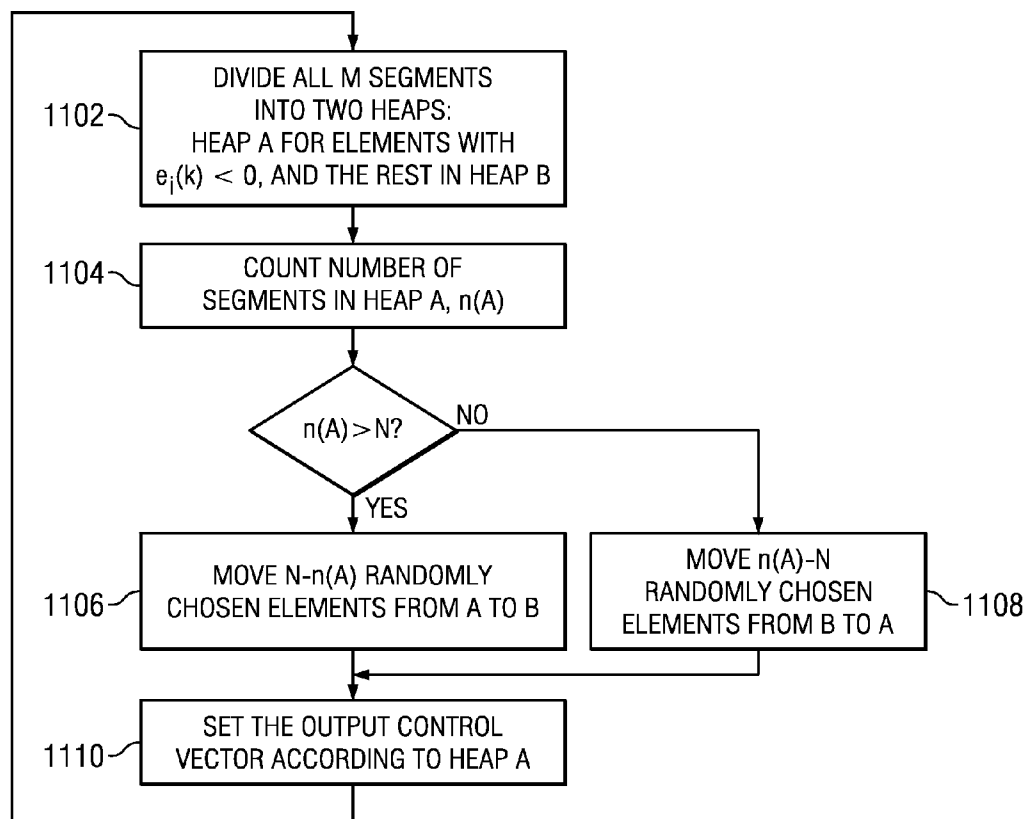 1102
DIVIDE ALL M SEGMENTS
INTO TWO HEAPS:
HEAP A FOR ELEMENTS WITH
e_i(k) < 0, AND THE REST IN HEAP B
1104
COUNT NUMBER OF
SEGMENTS IN HEAP A, n(A)
n(A) > N?
NO
YES
1106
MOVE N-n(A) RANDOMLY
CHOSEN ELEMENTS FROM A TO B
MOVE n(A)-N
RANDOMLY CHOSEN
ELEMENTS FROM B TO A
1108
1110
SET THE OUTPUT CONTROL
VECTOR ACCORDING TO HEAP A